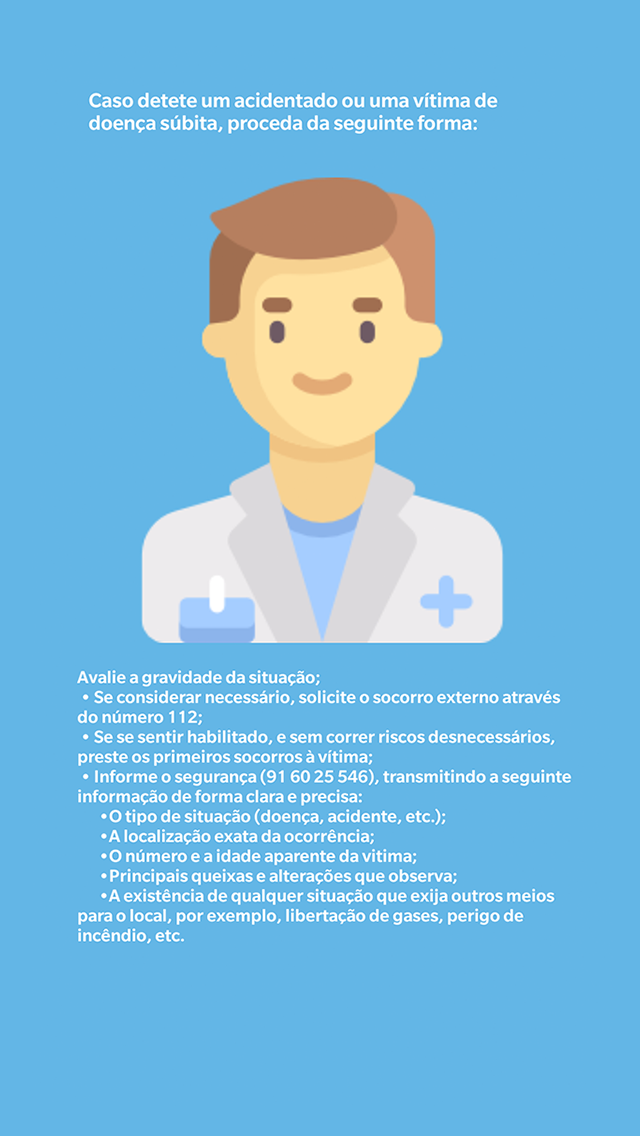 Caso detete um acidentado ou uma vítima de
doença súbita, proceda da seguinte forma:
Avalie a gravidade da situação;
• Se considerar necessário, solicite o socorro externo através
do número 112;
• Se se sentir habilitado, e sem correr riscos desnecessários,
preste os primeiros socorros à vítima;
• Informe o segurança (91 60 25 546), transmitindo a seguinte
informação de forma clara e precisa:
•O tipo de situação (doença, acidente, etc.);
•A localização exata da ocorrência;
•O número e a idade aparente da vitima;
•Principais queixas e alterações que observa;
•A existência de qualquer situação que exija outros meios
para o local, por exemplo, libertação de gases, perigo de
incêndio, etc.